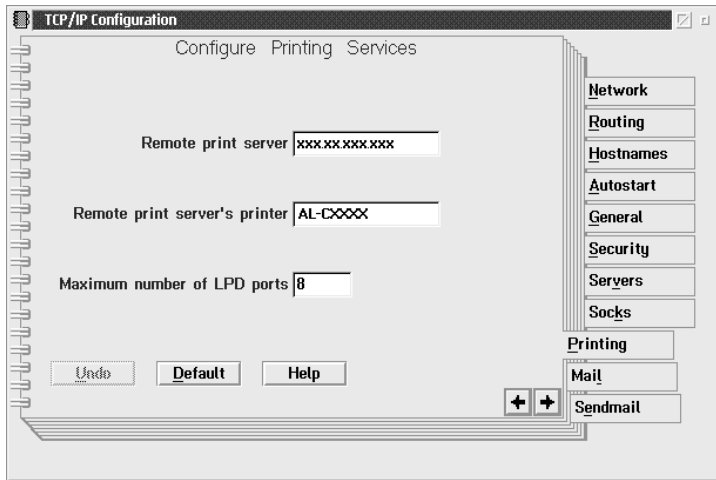 TCP/IP Configuration
Configure Printing Services
Remote print server xxx.xx.xxx.xxx
Remote print server's printer AL-CXXXX
Maximum number of LPD ports 8
Undo Default Help
Network
Routing
Hostnames
Autostart
General
Security
Servers
Socks
Printing
Mail
Sendmail